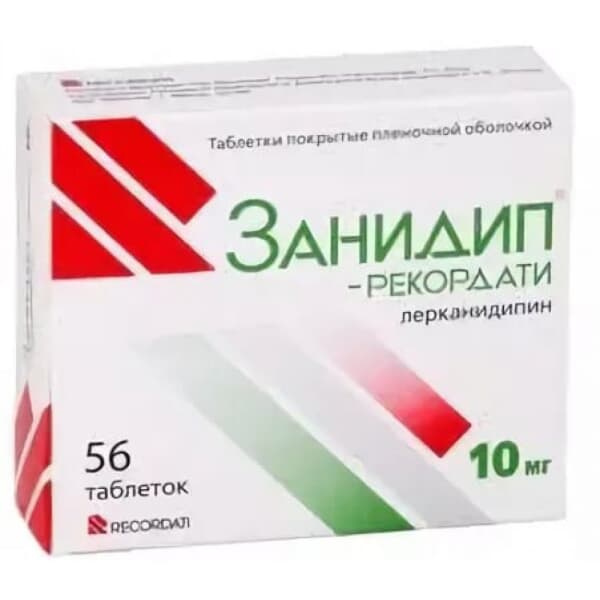 Таблетки покрытые пленочной оболочкой
ЗАНИДИП®
-РЕКОРДАТИ
лерканидипин
56
таблеток
10 мг
RECORDATI